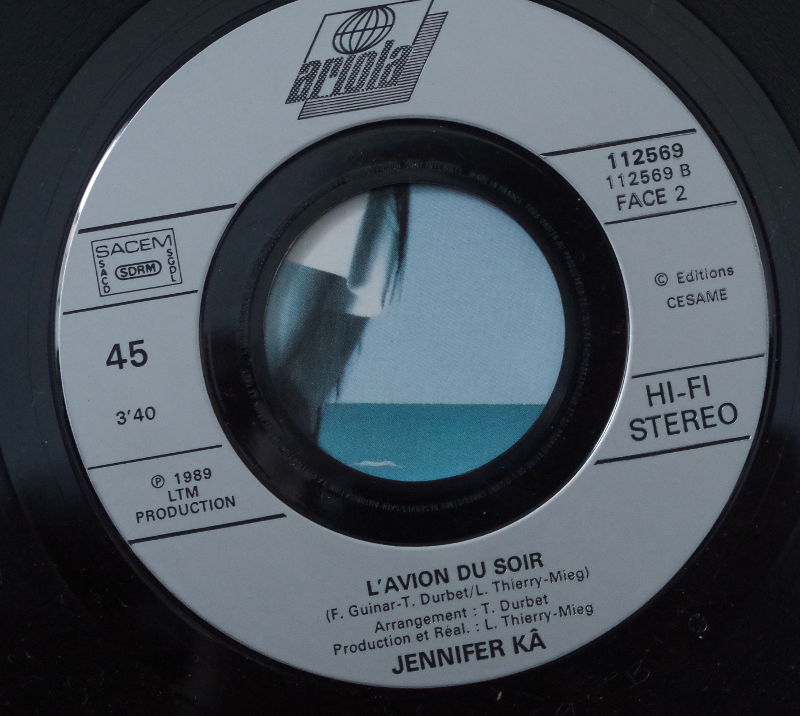 ariola
112569
112569 B
FACE 2
SACEM
SACD
SDRM
SGDL
© Editions
CESAME
45
3'40
HI-FI
STEREO
℗ 1989
LTM
PRODUCTION
L'AVION DU SOIR
(F. Guinar-T. Durbet/L. Thierry-Mieg)
Arrangement : T. Durbet
Production et Réal. : L. Thierry-Mieg
JENNIFER KÂ